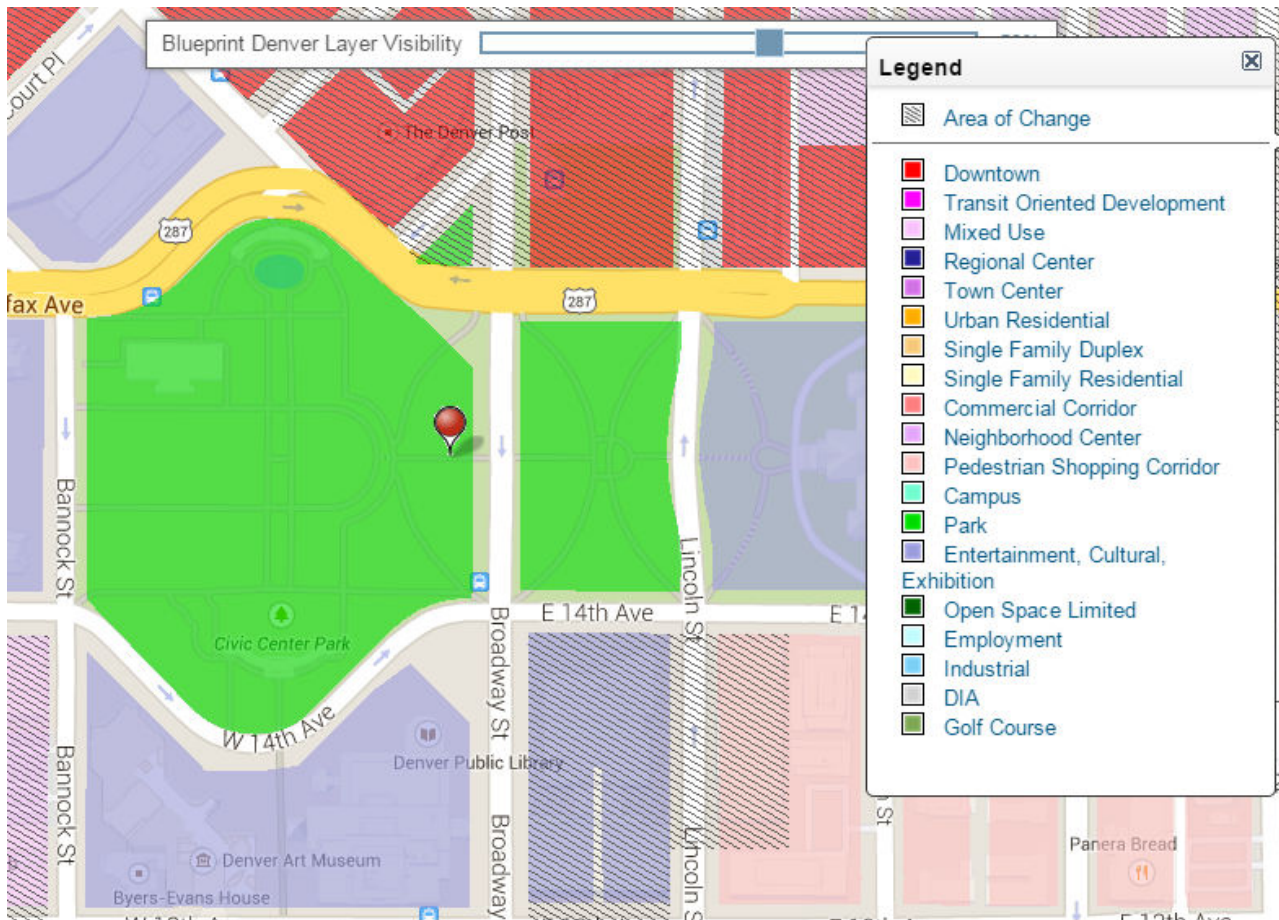 Court Pl
Blueprint Denver Layer Visibility
Legend
Area of Change
Downtown
Transit Oriented Development
Mixed Use
Regional Center
Town Center
Urban Residential
Single Family Duplex
Single Family Residential
Commercial Corridor
Neighborhood Center
Pedestrian Shopping Corridor
Campus
Park
Entertainment, Cultural,
Exhibition
Open Space Limited
Employment
Industrial
DIA
Golf Course
The Denver Post
287
287
fax Ave
Bannock St
Lincoln St
E 14th Ave
E 1
Civic Center Park
Broadway St
W 14th Ave
Denver Public Library
Bannock St
Broadway
Lincoln S
St
Denver Art Museum
Byers-Evans House
Panera Bread